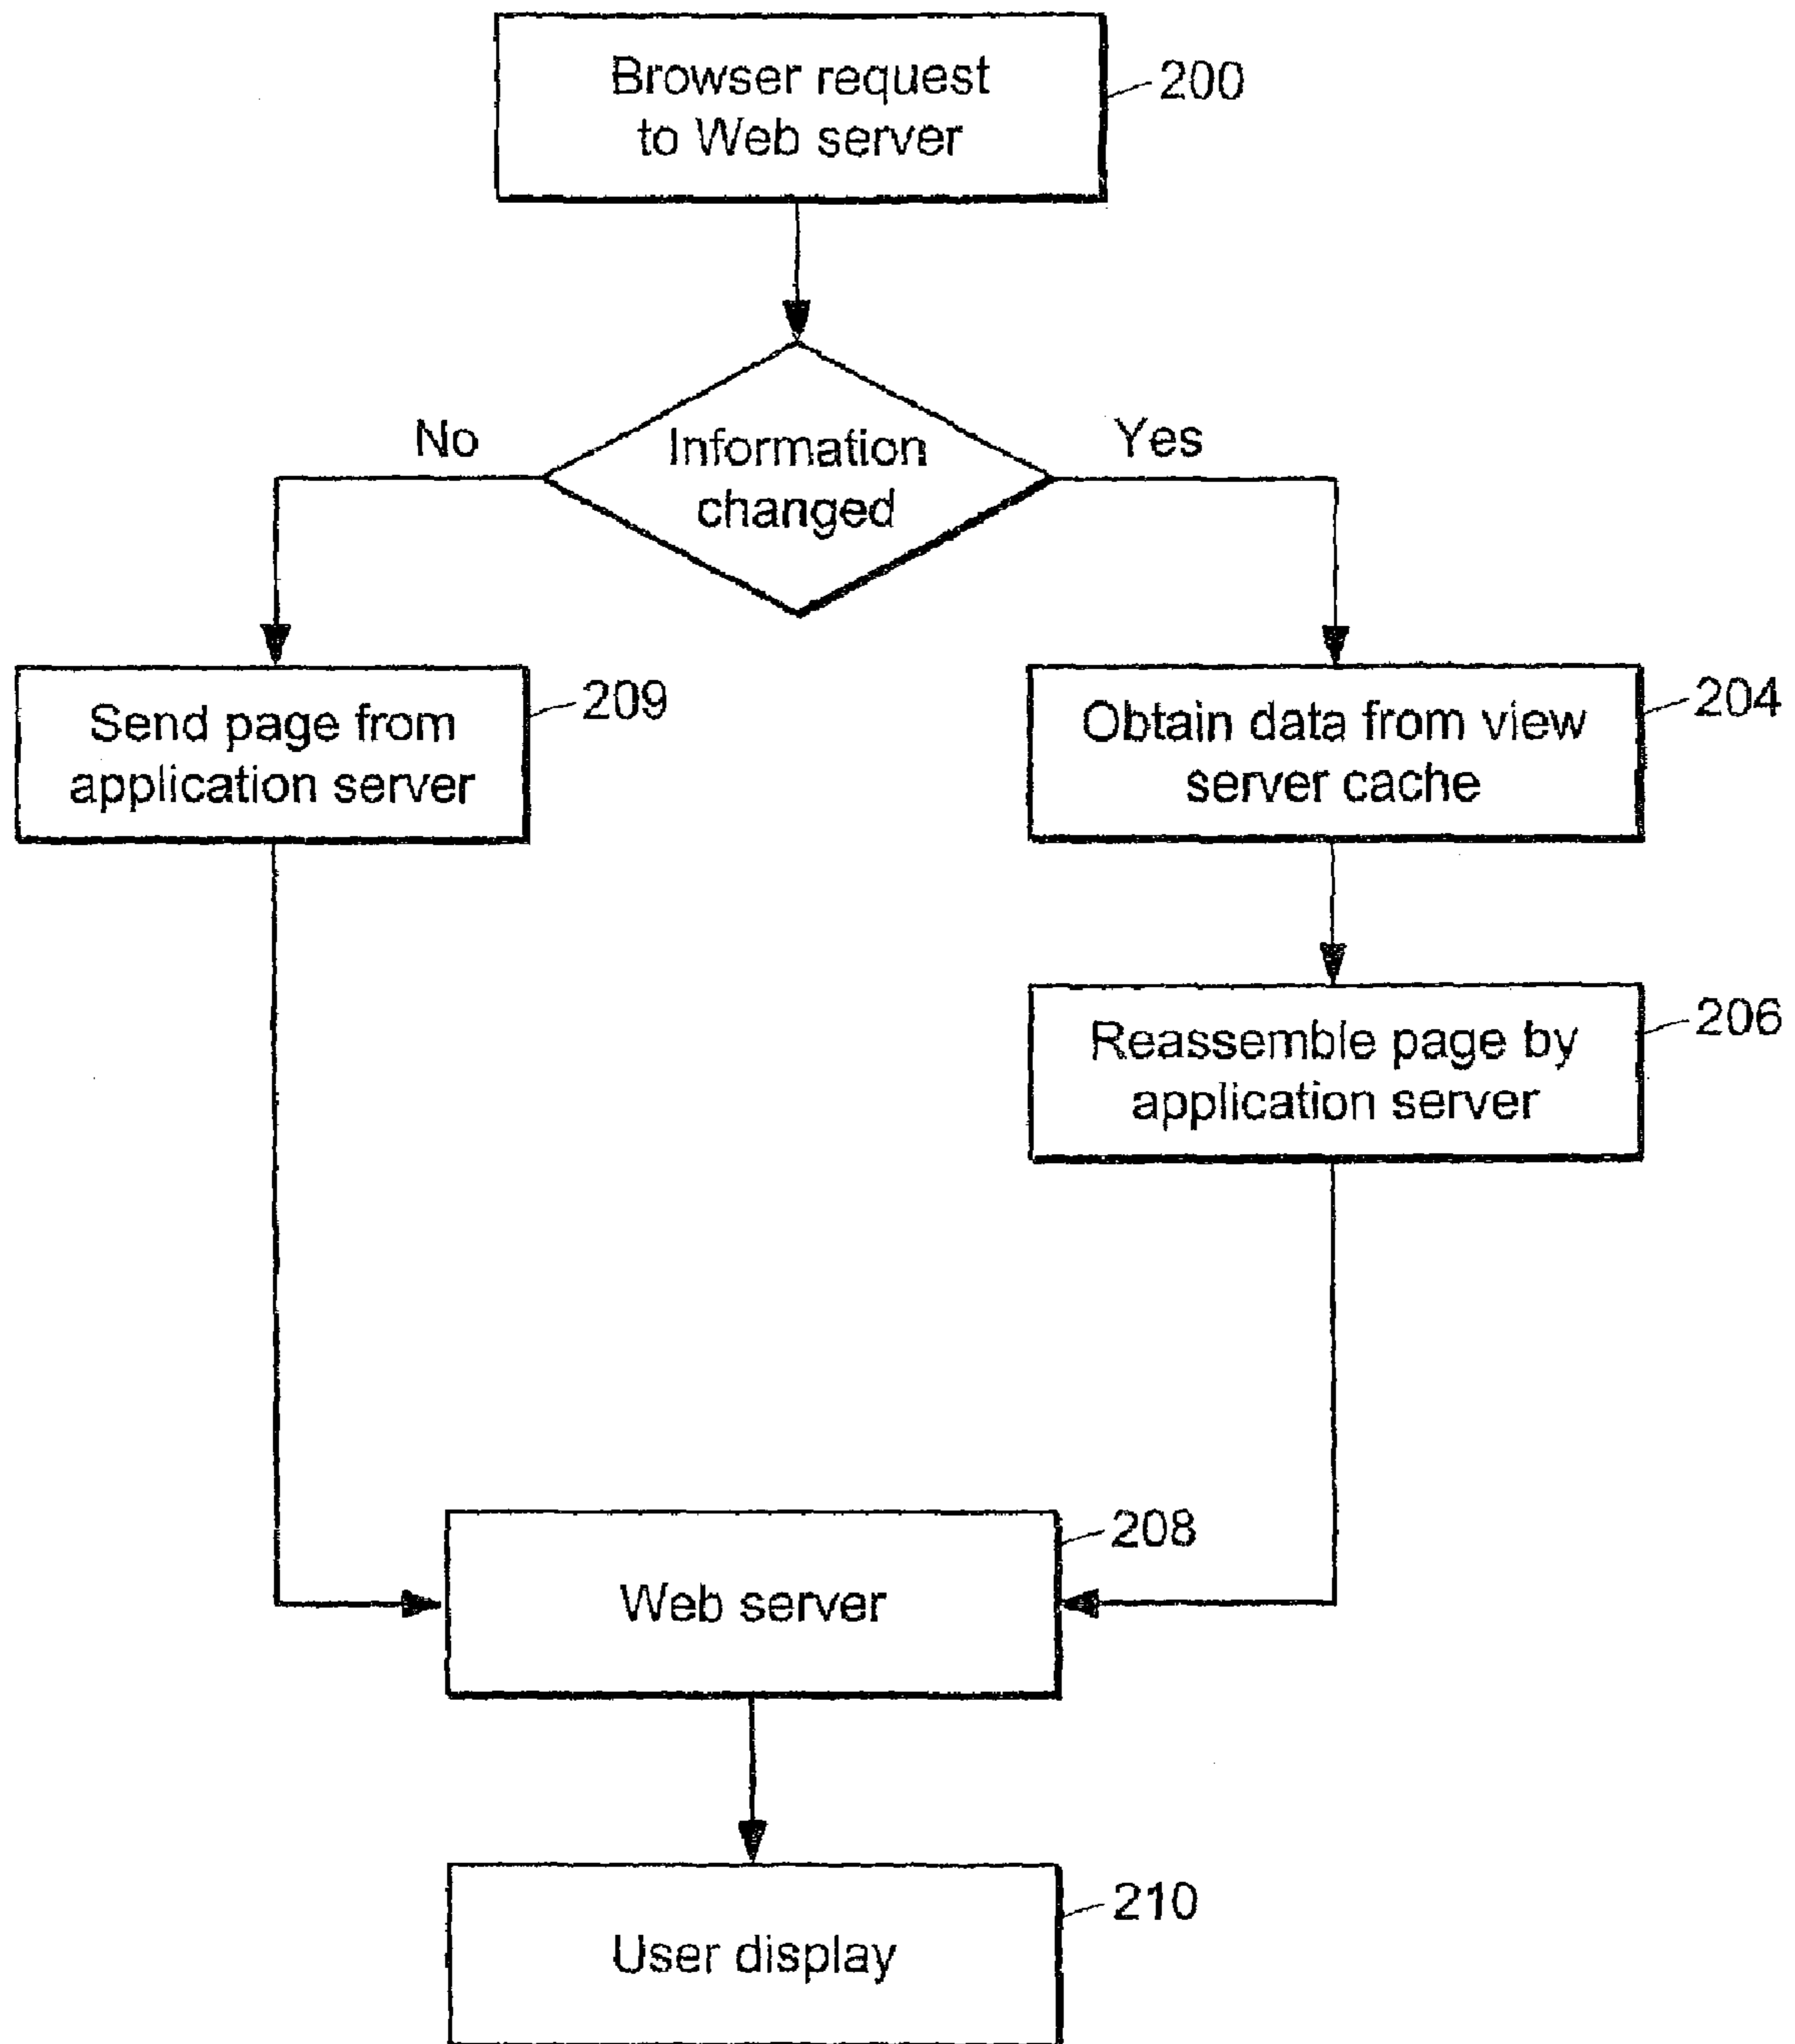 Browser request
to Web server
200
No
Information
changed
Yes
Send page from
application server
209
Obtain data from view
server cache
204
Reassemble page by
application server
206
Web server
208
User display
210